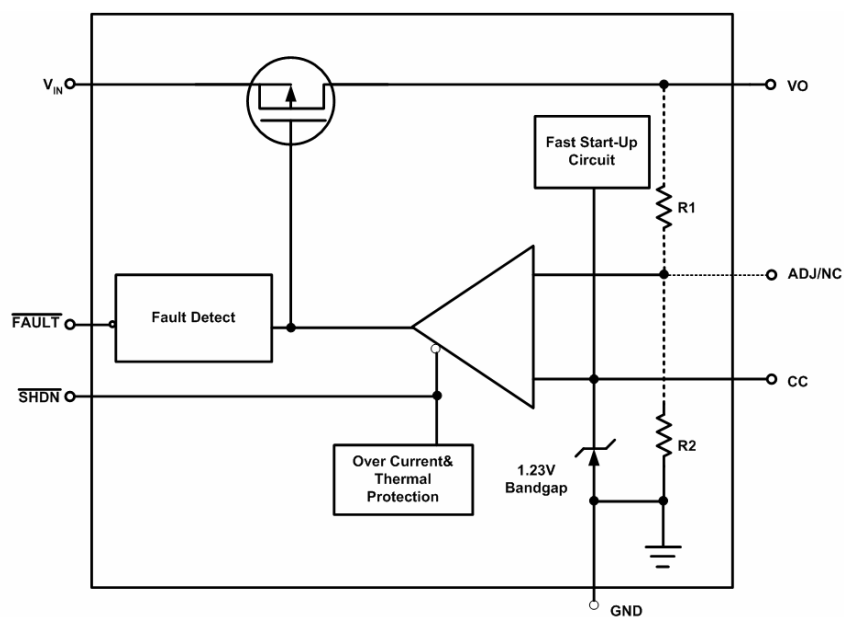 VIN
VO
Fast Start-Up
Circuit
R1
ADJ/NC
FAULT
Fault Detect
CC
SHDN
Over Current&
Thermal
Protection
1.23V
Bandgap
R2
GND